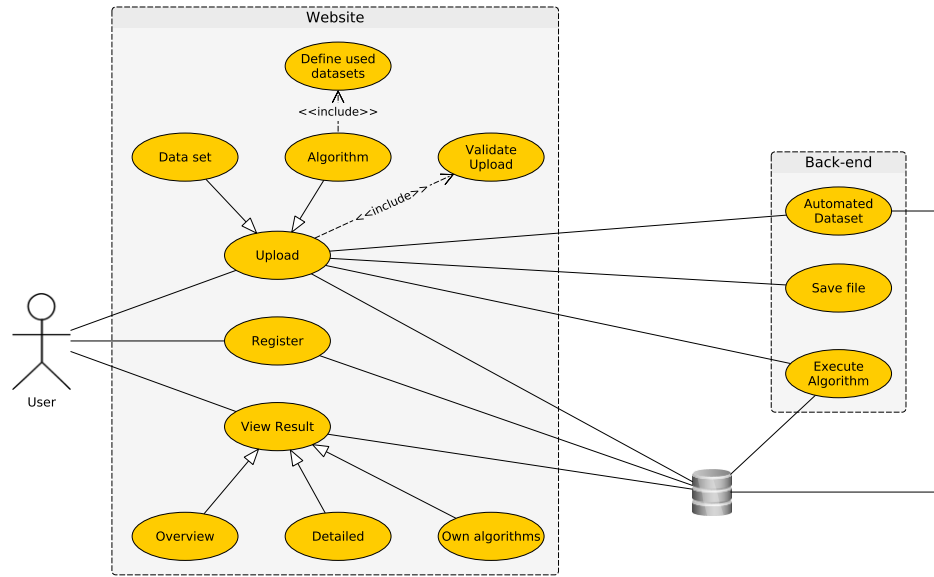 Website
Define used
datasets
<<include>>
Data set
Algorithm
Validate
Upload
<<include>>
Upload
Register
View Result
Overview
Detailed
Own algorithms
User
Back-end
Automated
Dataset
Save file
Execute
Algorithm